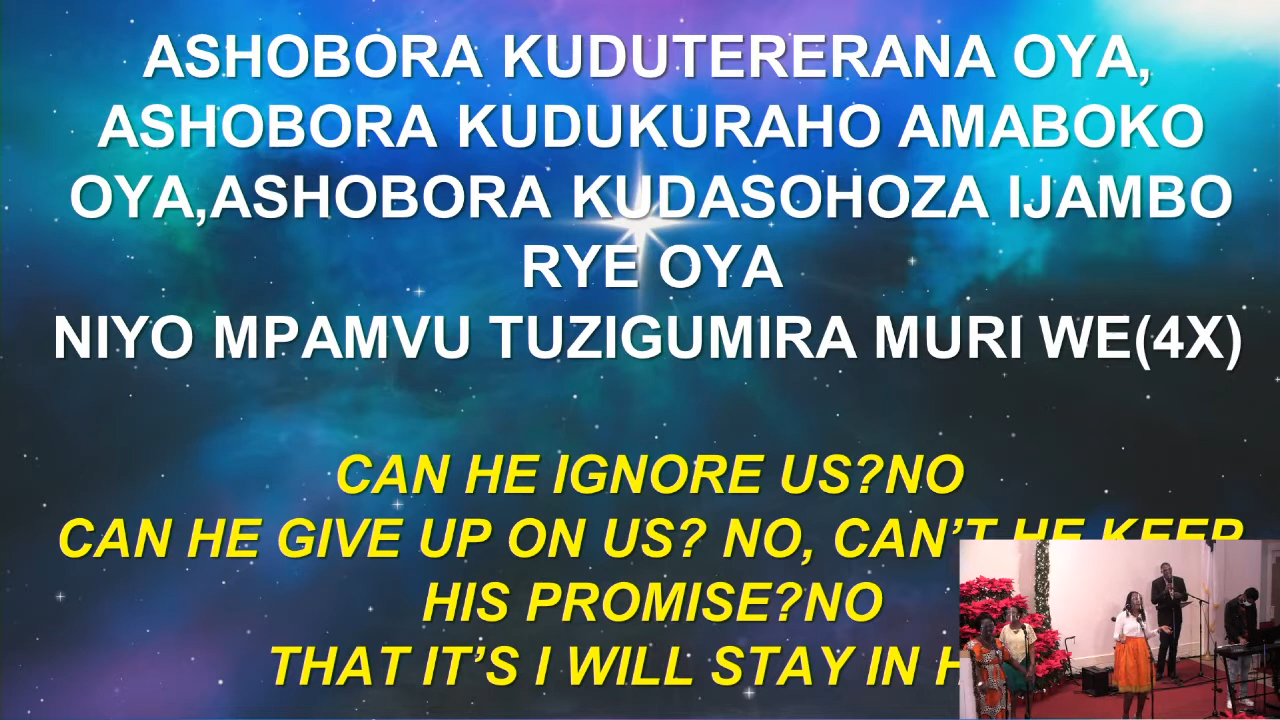 ASHOBORA KUDUTERERANA OYA,
ASHOBORA KUDUKURAHO AMABOKO
OYA,ASHOBORA KUDASOHOZA IJAMBO
RYE OYA
NIYO MPAMVU TUZIGUMIRA MURI WE(4X)
CAN HE IGNORE US?NO
CAN HE GIVE UP ON US? NO, CAN’T HE KEEP
HIS PROMISE?NO
THAT IT’S I WILL STAY IN